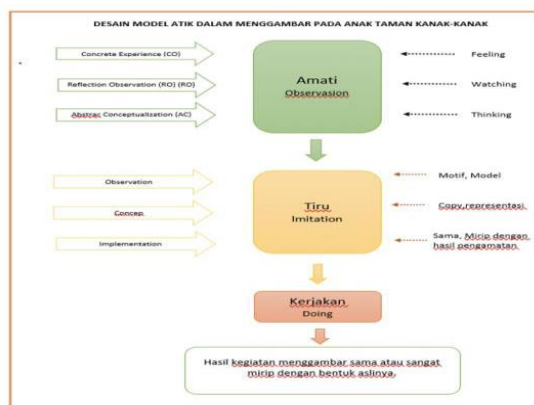 DESAIN MODEL ATIK DALAM MENGGAMBAR PADA ANAK TAMAN KANAK-KANAK
Concrete Experience (CO)
Reflection Observation (RO) (RO)
Abstrac Conceptualization (AC)
Amati
Observasion
Feeling
Watching
Thinking
Observation
Concep
Implementation
Tiru
Imitation
Motif, Model
Copy,representasi
Sama, Mirip dengan
hasil pengamatan
Kerjakan
Doing
Hasil kegiatan menggambar sama atau sangat
mirip dengan bentuk aslinya.